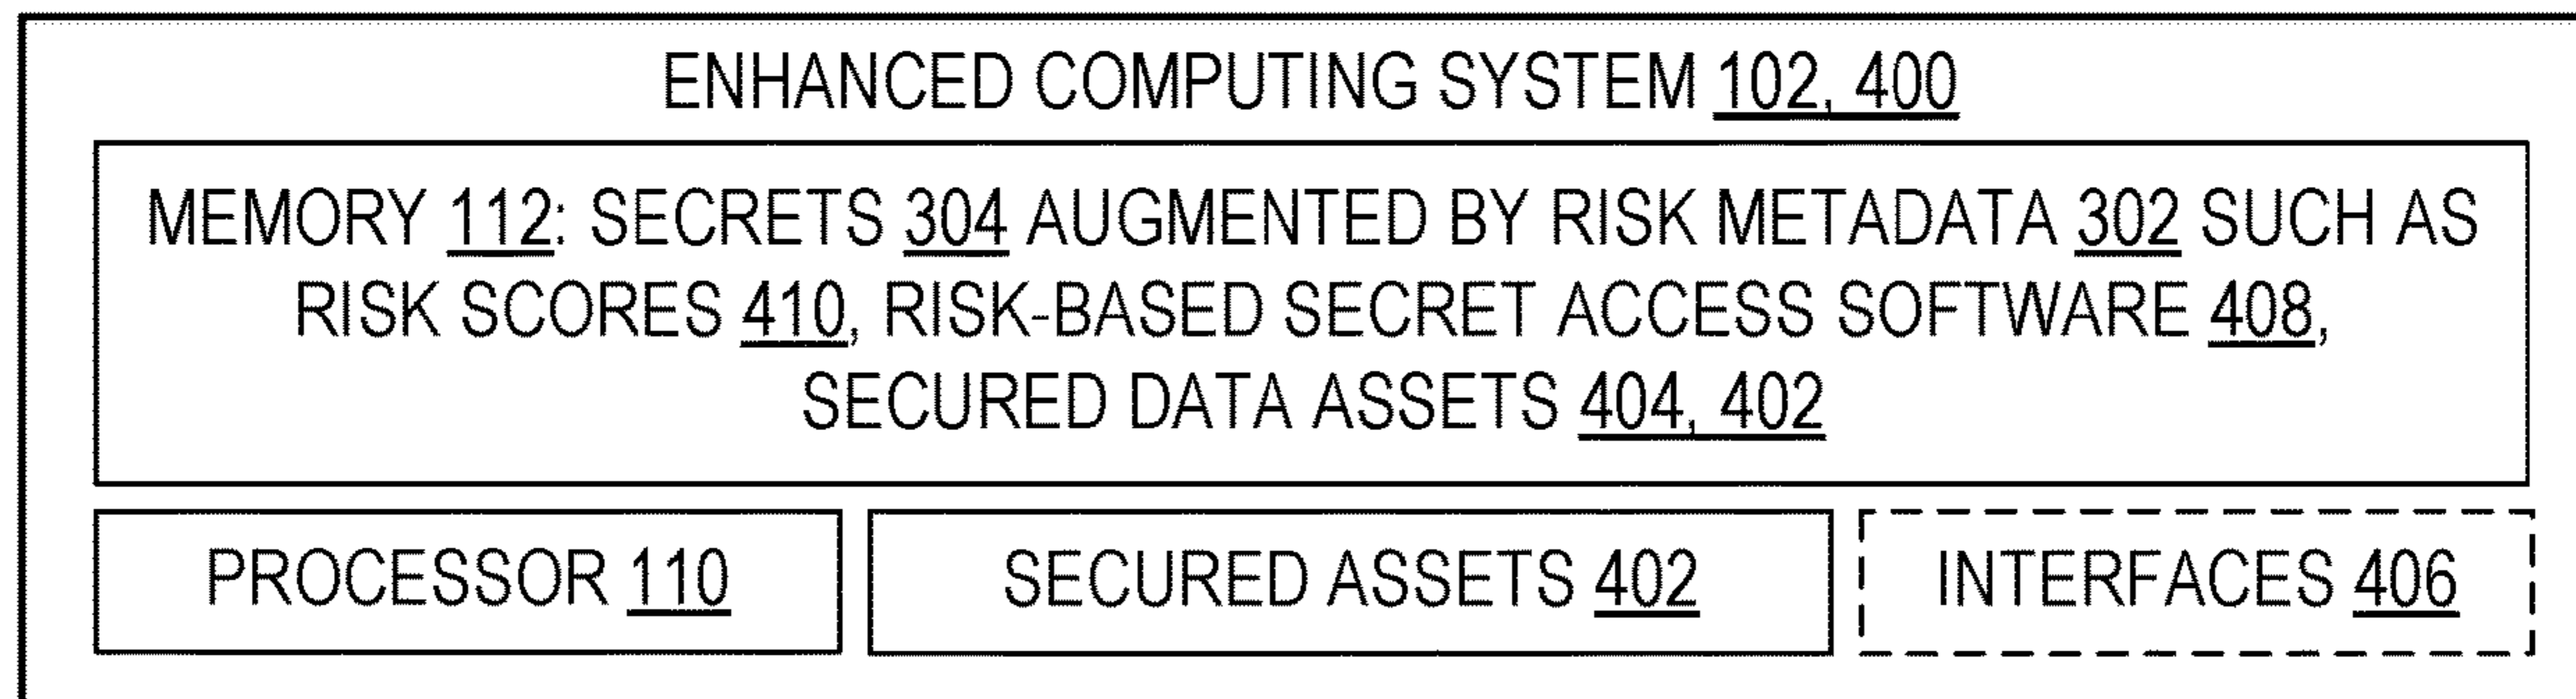 ENHANCED COMPUTING SYSTEM 102, 400
MEMORY 112: SECRETS 304 AUGMENTED BY RISK METADATA 302 SUCH AS
RISK SCORES 410, RISK-BASED SECRET ACCESS SOFTWARE 408,
SECURED DATA ASSETS 404, 402
PROCESSOR 110
SECURED ASSETS 402
INTERFACES 406